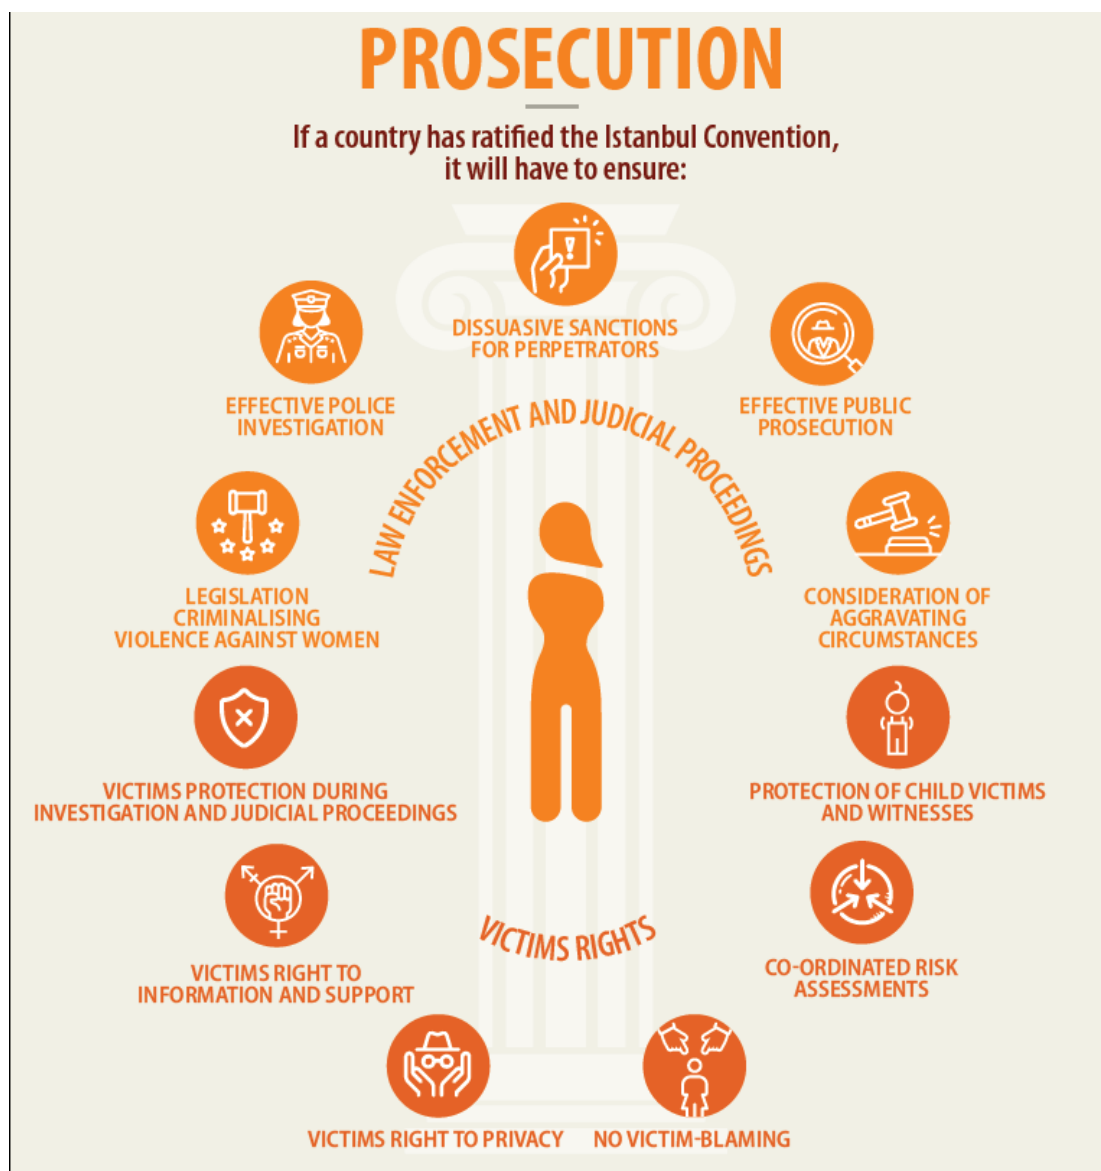 PROSECUTION
If a country has ratified the Istanbul Convention,
it will have to ensure:
DISSUASIVE SANCTIONS
FOR PERPETRATORS
EFFECTIVE POLICE
INVESTIGATION
EFFECTIVE PUBLIC
PROSECUTION
LAW ENFORCEMENT AND JUDICIAL PROCEEDINGS
LEGISLATION
CRIMINALISING
VIOLENCE AGAINST WOMEN
CONSIDERATION OF
AGGRAVATING
CIRCUMSTANCES
VICTIMS PROTECTION DURING
INVESTIGATION AND JUDICIAL PROCEEDINGS
PROTECTION OF CHILD VICTIMS
AND WITNESSES
VICTIMS RIGHTS
VICTIMS RIGHT TO
INFORMATION AND SUPPORT
CO-ORDINATED RISK
ASSESSMENTS
VICTIMS RIGHT TO PRIVACY
NO VICTIM-BLAMING